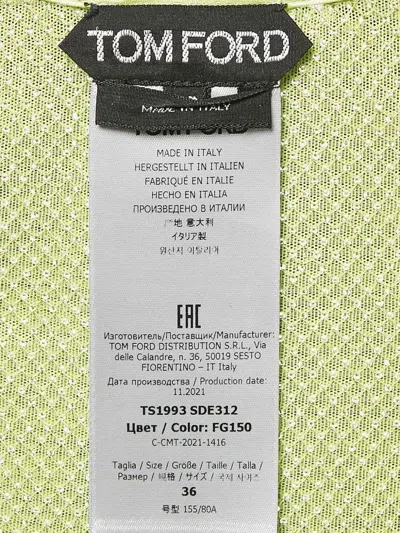 TOM FORD
MADE IN ITALY
TOM FORD
MADE IN ITALY
HERGESTELLT IN ITALIEN
FABRIQUÉ EN ITALIE
HECHO EN ITALIA
ПРОИЗВЕДЕНО В ИТАЛИИ
产地 意大利
イタリア製
원산지 이탈리아
EAC
Изготовитель/Поставщик/Manufacturer:
TOM FORD DISTRIBUTION S.R.L., Via
delle Calandre, m. 35, 50019 SESTO
FIORENTINO – IT Italy
Дата производства / Production date:
11.2021
TS1993 SDE312
Цвет / Color: FG150
C-CMT-2021-1416
Taglia / Size / Größe / Taille / Talla /
Размер / 规格 / サイズ / 국제 사이즈
36
号型 155/80A